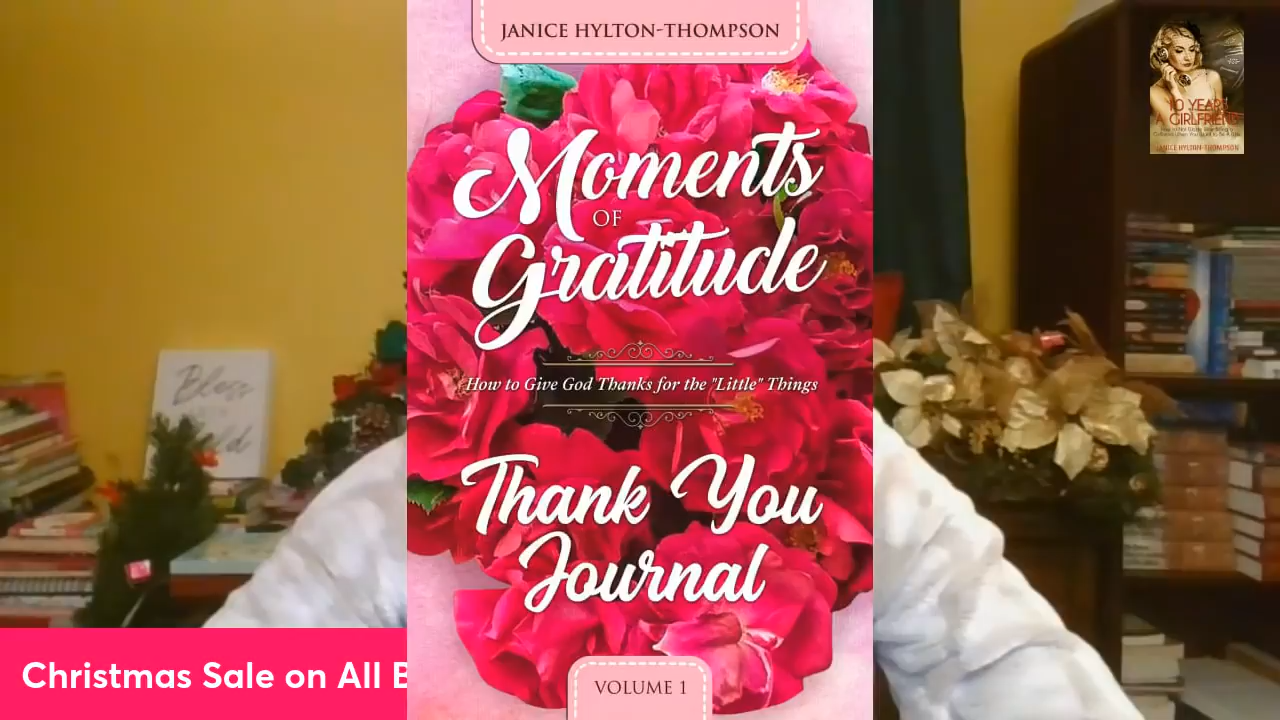 JANICE HYLTON-THOMPSON
Moments
OF
Gratitude
How to Give God Thanks for the "Little" Things
Thank You
Journal
VOLUME 1
Christmas Sale on All
10 YEARS
A GIRLFRIEND
JANICE HYLTON-THOMPSON
Bless